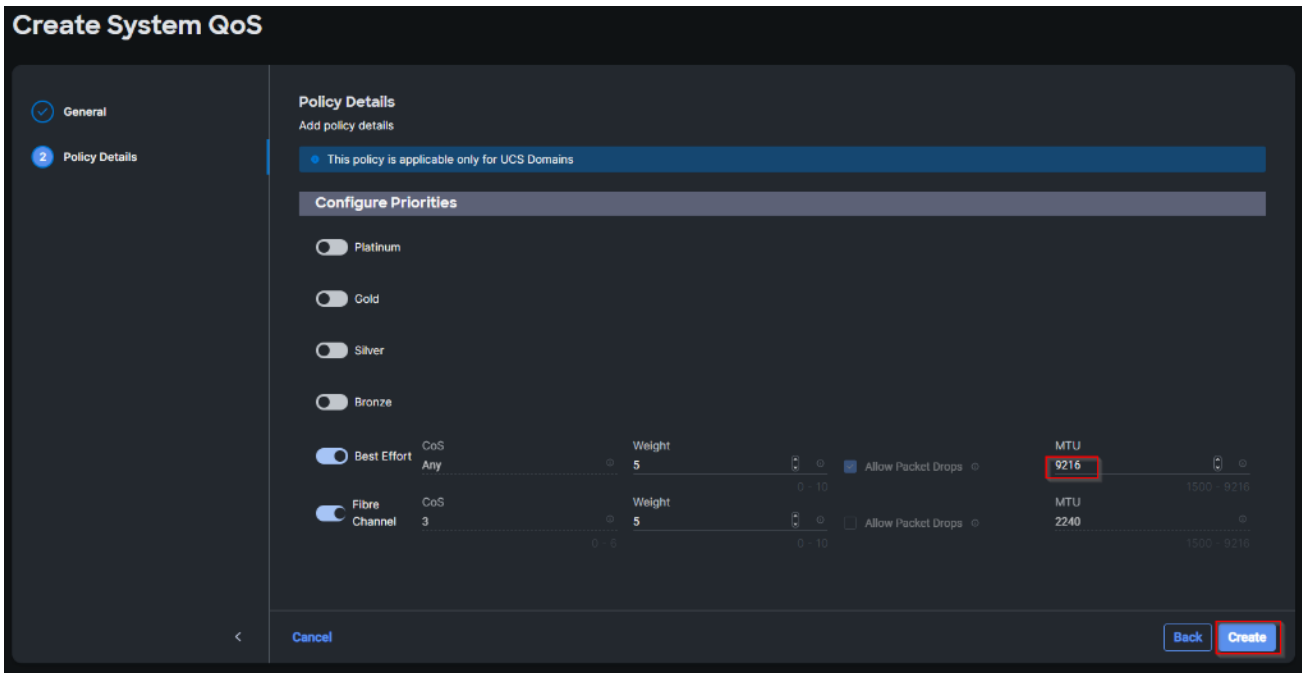 Create System QoS
General
2 Policy Details
Policy Details
Add policy details
This policy is applicable only for UCS Domains
Configure Priorities
Platinum
Gold
Silver
Bronze
CoS Weight MTU
Best Effort Any 5 Allow Packet Drops 9216
0 - 10 1500 - 9216
Fibre Channel CoS Weight MTU
3 5 Allow Packet Drops 2240
0 - 6 0 - 10 1500 - 9216
Cancel Back Create